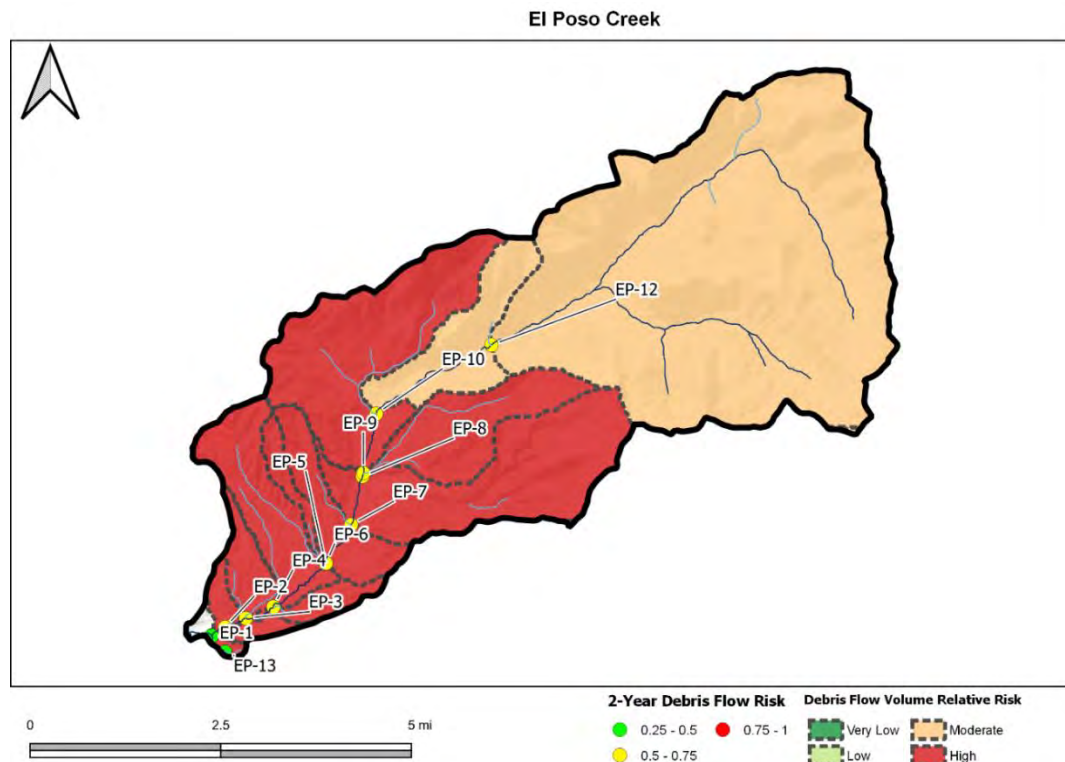 El Poso Creek
EP-12
EP-10
EP-9
EP-8
EP-5
EP-7
EP-6
EP-4
EP-2
EP-3
EP-1
EP-13
0 2.5 5 mi
2-Year Debris Flow Risk
0.25 - 0.5
0.75 - 1
0.5 - 0.75
Debris Flow Volume Relative Risk
Very Low
Moderate
Low
High